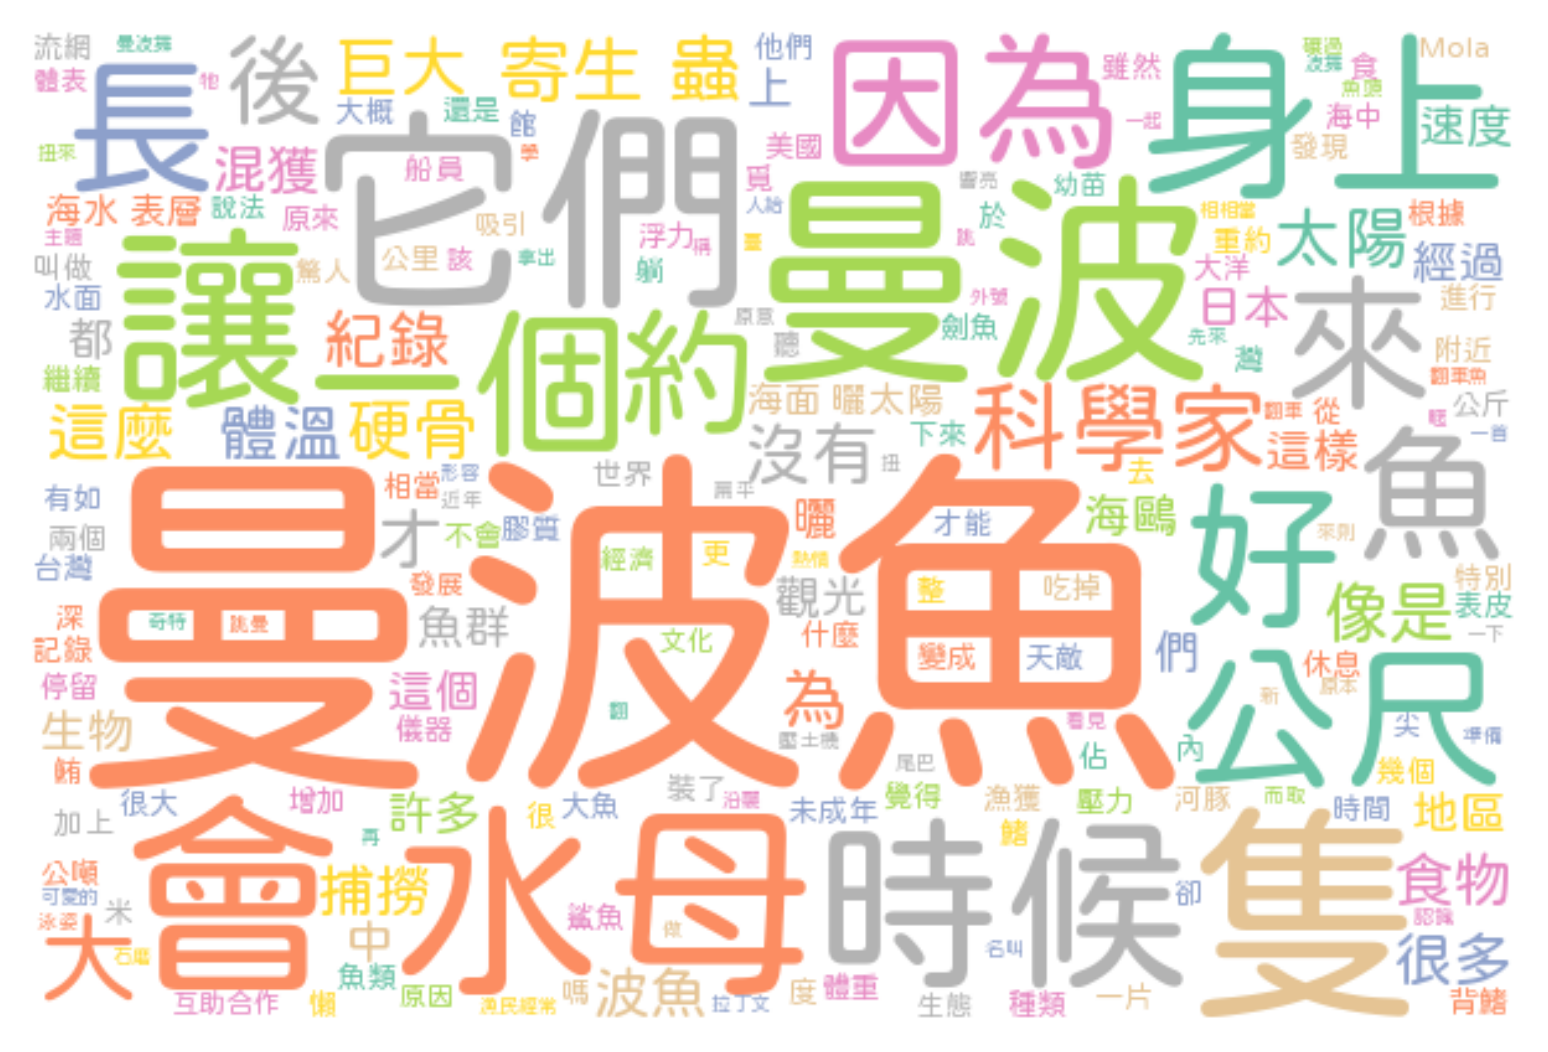 流網 曼波舞 後 巨大 寄生 蟲 他們 因為 雖然 身上 碾過 Mola
體表 長 牠 大概 還是 館 上 波舞 食
魚頭 海中 速度
扭來 混獲 它們 船員 學 美國 一起 發現
海水 表層 說法 原來 吸引 覓 響亮 幼苗
主題 讓 公里 該 拿出 浮力 稱 人給 曼波 於 相相當 太陽 根據
叫做 驚人 躺 臺 跳 重約 經過
水面 紀錄 外號 大洋 日本 來 進行
都 一個 約 原意 聽 劍魚 先來 灣 附近
繼續 翻車魚
這麼 體溫 硬骨 海面 曬太陽 科學家 翻車 從 公斤
沒有 下來 這樣 魚 一首
曼波魚 相當 形容 世界 扁平 扭 去
有如 才 近年 曬 才能 海鷗 好 來則
兩個 不會 膠質
台灣 發展 經濟 更 熱情 整 吃掉 特別
深 奇特 跳曼 魚群 觀光 像是 表皮
記錄 文化 什麼 變成 天敵 們 一下
停留 這個 為 公尺 休息 原本
生物 儀器 翻 壓土機 看見 新 尖 準備
鮪 尾巴 佔 內 幾個
很大 增加 許多 裝了 沿襲 未成年 覺得 漁獲 壓力 河豚 而取 時間 地區
加上 會 再 水母 很 大魚 時候 鰭 隻
公噸 捕撈 食物
可愛的 米 卻
泳姿 大 中 鯊魚 做 認識
石磨 魚類 名叫 很多
互助合作 懶 原因 漁民經常 嗎 波魚 拉丁文 度 體重 生態 種類 一片 背鰭